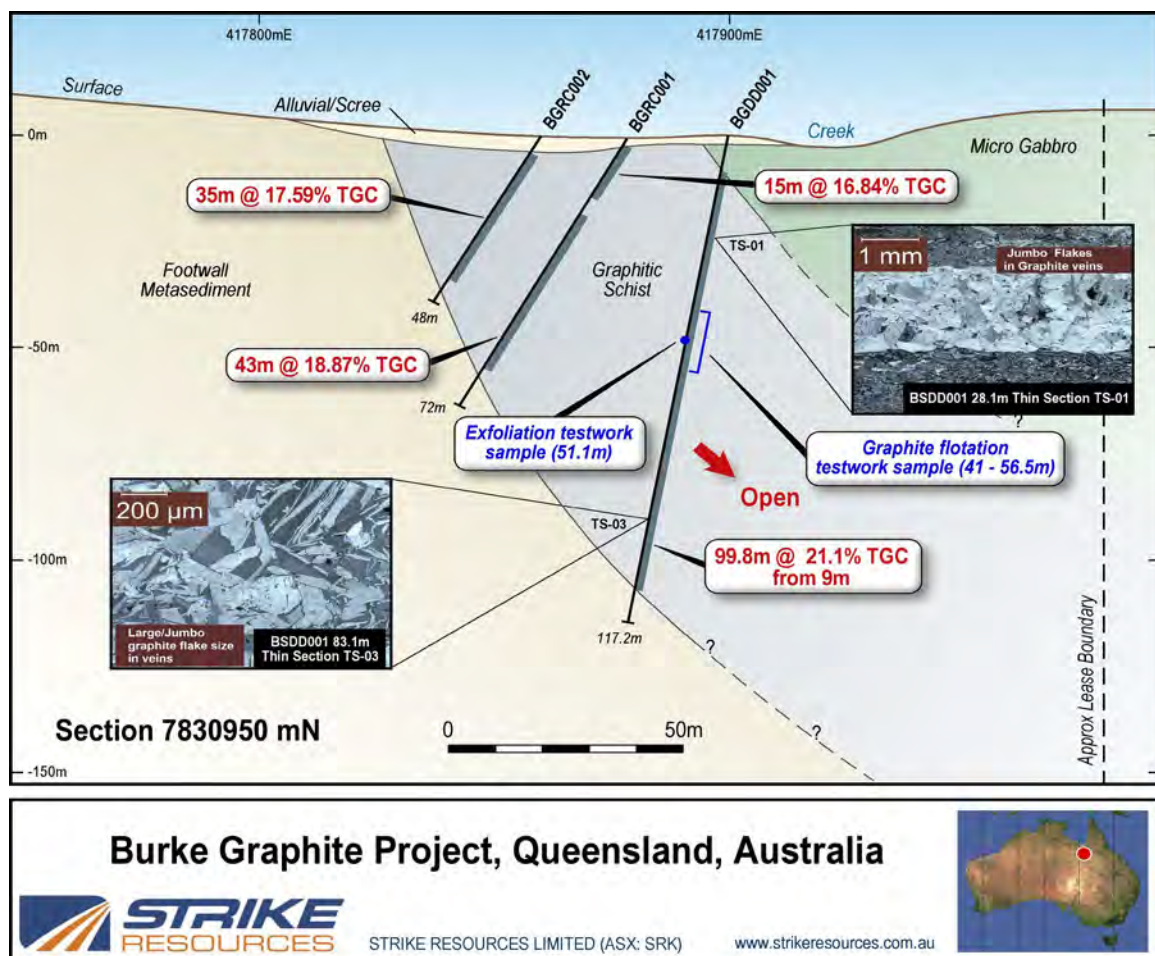 417800mE
417900mE
BGRC002
BGRC001
BGDD001
Surface
Alluvial/Scree
Creek
0m
Micro Gabbro
35m @ 17.59% TGC
15m @ 16.84% TGC
TS-01
1 mm
Jumbo Flakes
in Graphite veins
Footwall
Metasediment
Graphitic
Schist
48m
-50m
43m @ 18.87% TGC
72m
BSDD001 28.1m Thin Section TS-01
?
Exfoliation testwork
sample (51.1m)
Graphite flotation
testwork sample (41 - 56.5m)
Open
200 µm
TS-03
-100m
99.8m @ 21.1% TGC
from 9m
Large/Jumbo
graphite flake size
in veins
BSDD001 83.1m
Thin Section TS-03
117.2m
?
Approx Lease Boundary
Section 7830950 mN
0
50m
?
-150m
Burke Graphite Project, Queensland, Australia
STRIKE
RESOURCES
STRIKE RESOURCES LIMITED (ASX: SRK)
www.strikeresources.com.au